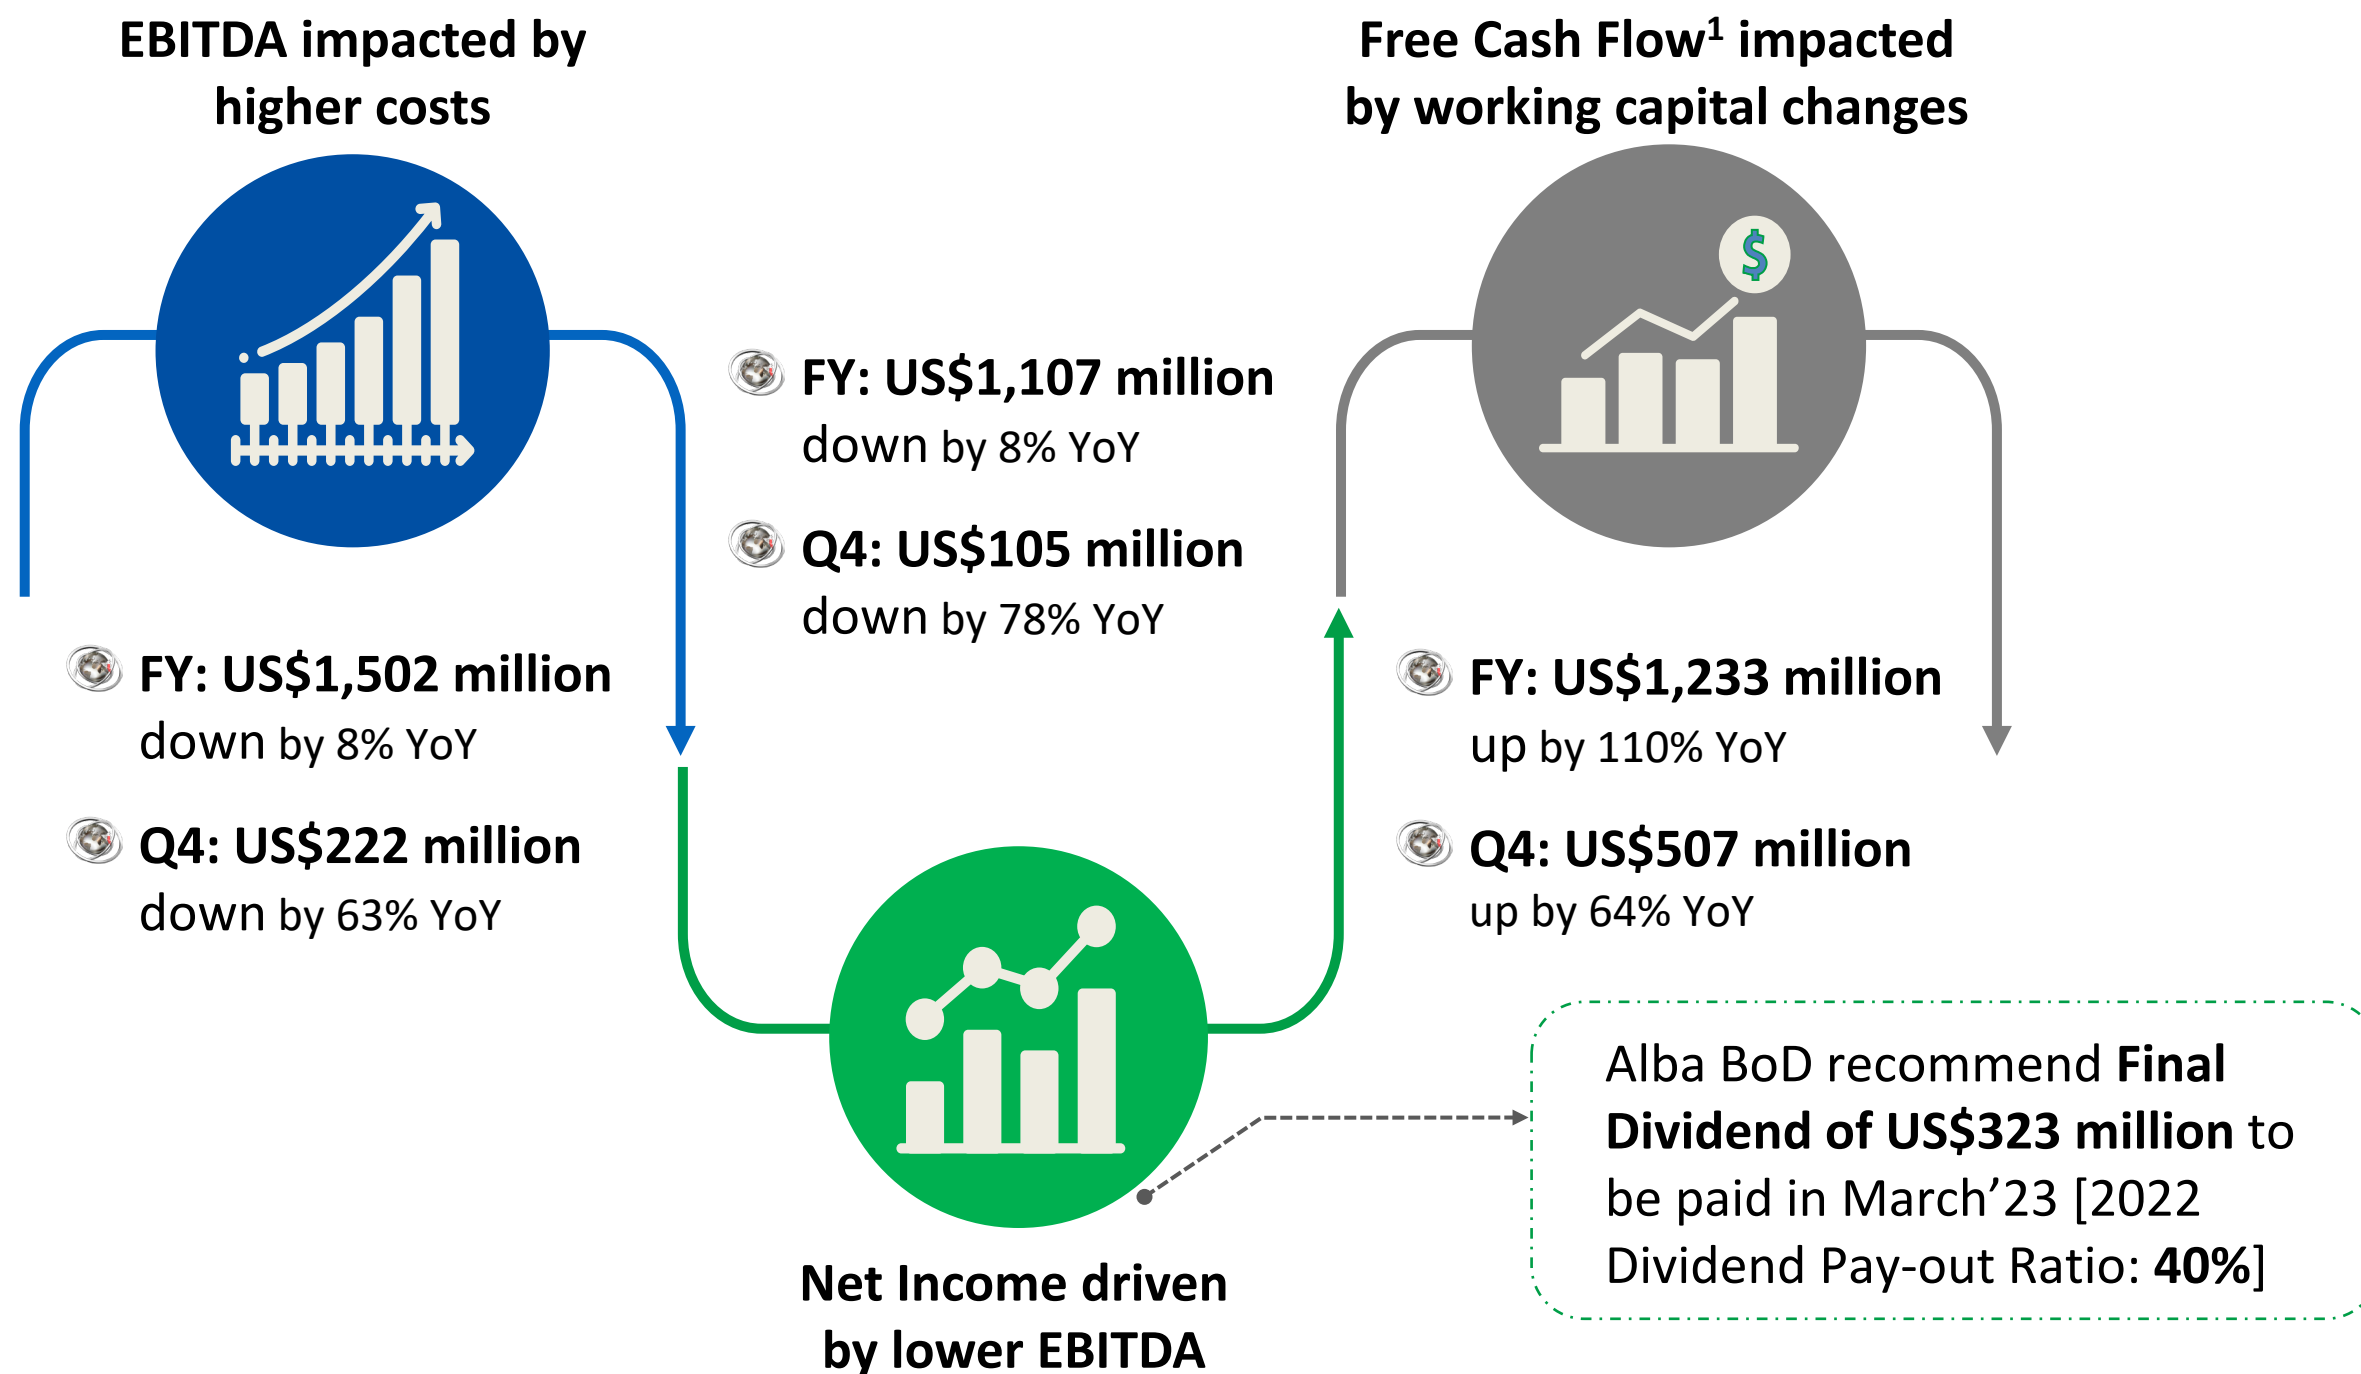 EBITDA impacted by
higher costs
FY: US$1,502 million
down by 8% YoY
Q4: US$222 million
down by 63% YoY
FY: US$1,107 million
down by 8% YoY
Q4: US$105 million
down by 78% YoY
Net Income driven
by lower EBITDA
Free Cash Flow¹ impacted
by working capital changes
$
FY: US$1,233 million
up by 110% YoY
Q4: US$507 million
up by 64% YoY
Alba BoD recommend Final
Dividend of US$323 million to
be paid in March’23 [2022
Dividend Pay-out Ratio: 40%]